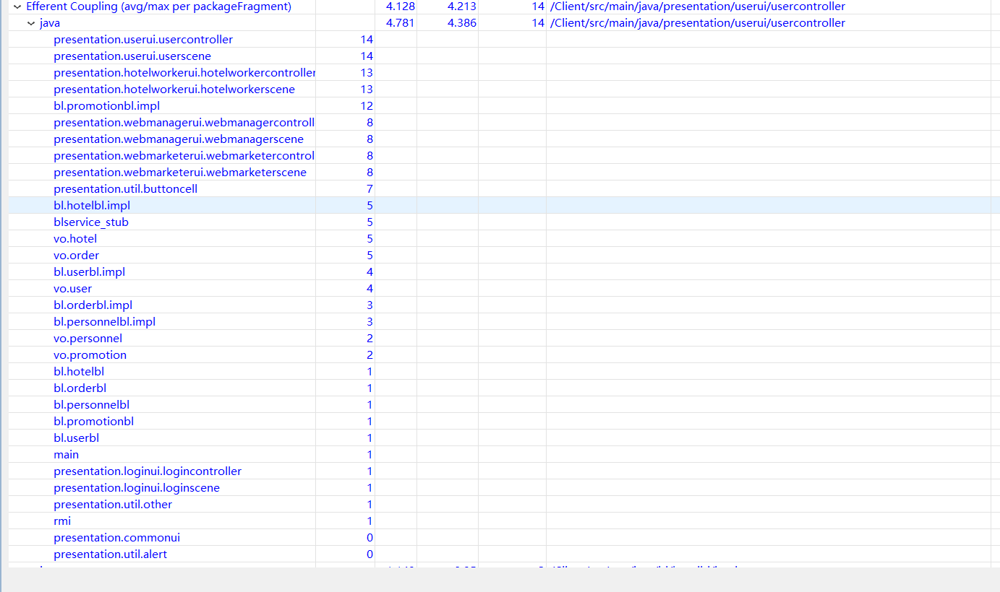 Efferent Coupling (avg/max per packageFragment) 4.128 4.213 14 /Client/src/main/java/presentation/userui/usercontroller
java 4.781 4.386 14 /Client/src/main/java/presentation/userui/usercontroller
presentation.userui.usercontroller 14
presentation.userui.userscene 14
presentation.hotelworkerui.hotelworkercontroller 13
presentation.hotelworkerui.hotelworkerscene 13
bl.promotionbl.impl 12
presentation.webmanagerui.webmanagercontroll 8
presentation.webmanagerui.webmanagerscene 8
presentation.webmarketerui.webmarketercontrol 8
presentation.webmarketerui.webmarketerscene 8
presentation.util.buttoncell 7
bl.hotelbl.impl 5
blservice_stub 5
vo.hotel 5
vo.order 5
bl.userbl.impl 4
vo.user 4
bl.orderbl.impl 3
bl.personnelbl.impl 3
vo.personnel 2
vo.promotion 2
bl.hotelbl 1
bl.orderbl 1
bl.personnelbl 1
bl.promotionbl 1
bl.userbl 1
main 1
presentation.loginui.logincontroller 1
presentation.loginui.loginscene 1
presentation.util.other 1
rmi 1
presentation.commonui 0
presentation.util.alert 0